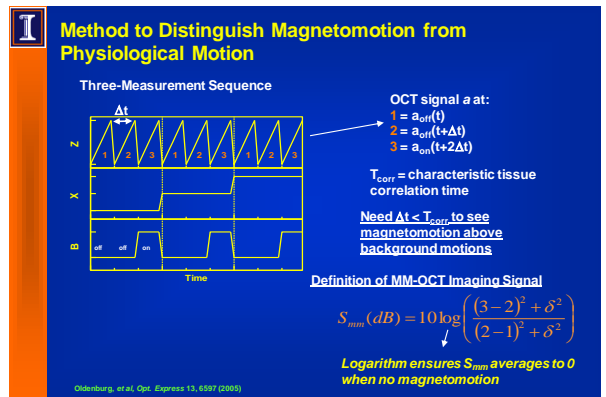 I
Method to Distinguish Magnetomotion from
Physiological Motion
Three-Measurement Sequence
Δt
Z
1 2 3 1 2 3 1 2 3
X
B
off off on
Time
OCT signal a at:
1 = a_off(t)
2 = a_off(t+Δt)
3 = a_on(t+2Δt)
T_corr = characteristic tissue
correlation time
Need Δt < T_corr to see
magnetomotion above
background motions
Definition of MM-OCT Imaging Signal
S_mm (dB) = 10 log( ((3 − 2)² + δ²) / ((2 − 1)² + δ²) )
Logarithm ensures S_mm averages to 0
when no magnetomotion
Oldenburg, et al, Opt. Express 13, 6597 (2005)